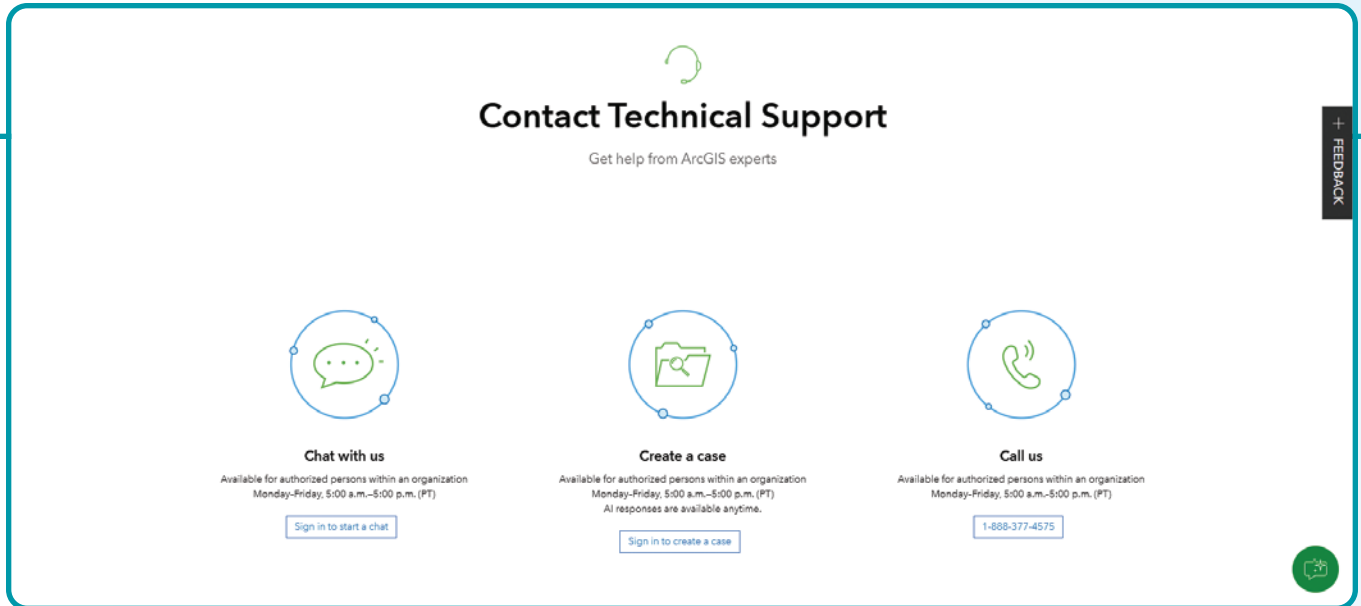 Contact Technical Support
Get help from ArcGIS experts
+ FEEDBACK
Chat with us
Available for authorized persons within an organization
Monday-Friday, 5:00 a.m.–5:00 p.m. (PT)
Sign in to start a chat
Create a case
Available for authorized persons within an organization
Monday-Friday, 5:00 a.m.–5:00 p.m. (PT)
AI responses are available anytime.
Sign in to create a case
Call us
Available for authorized persons within an organization
Monday-Friday, 5:00 a.m.-5:00 p.m. (PT)
1-888-377-4575